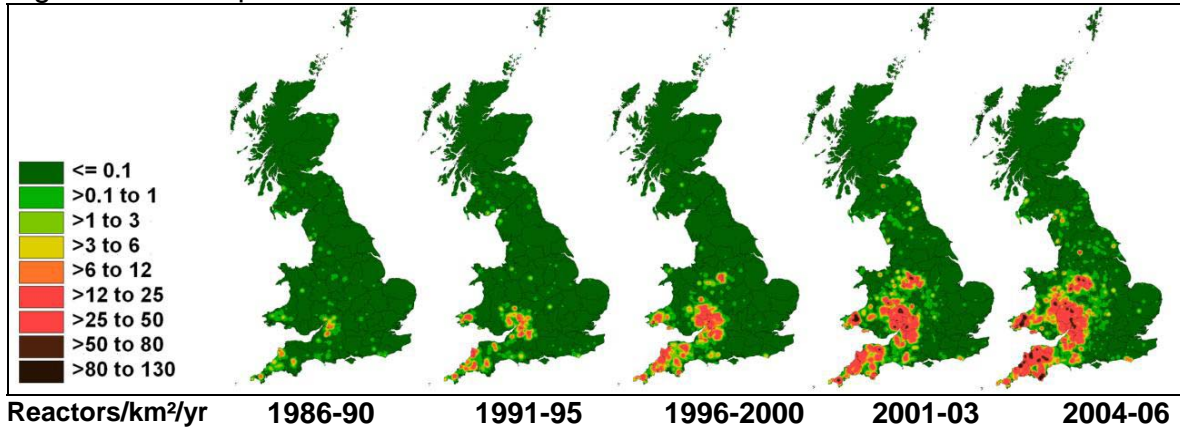 <= 0.1
>0.1 to 1
>1 to 3
>3 to 6
>6 to 12
>12 to 25
>25 to 50
>50 to 80
>80 to 130
Reactors/km²/yr 1986-90 1991-95 1996-2000 2001-03 2004-06